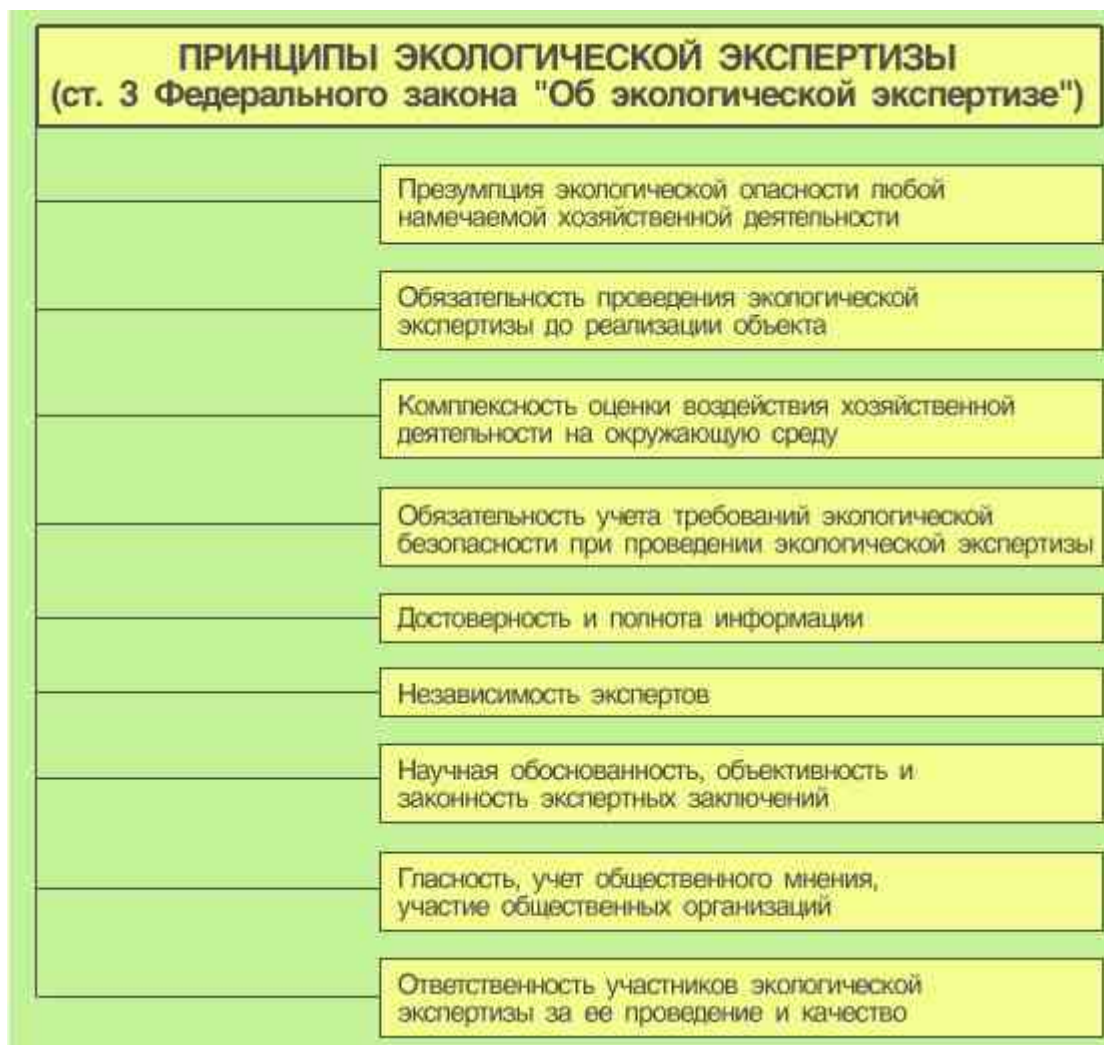 ПРИНЦИПЫ ЭКОЛОГИЧЕСКОЙ ЭКСПЕРТИЗЫ
(ст. 3 Федерального закона "Об экологической экспертизе")
Презумпция экологической опасности любой
намечаемой хозяйственной деятельности
Обязательность проведения экологической
экспертизы до реализации объекта
Комплексность оценки воздействия хозяйственной
деятельности на окружающую среду
Обязательность учета требований экологической
безопасности при проведении экологической экспертизы
Достоверность и полнота информации
Независимость экспертов
Научная обоснованность, объективность и
законность экспертных заключений
Гласность, учет общественного мнения,
участие общественных организаций
Ответственность участников экологической
экспертизы за ее проведение и качество